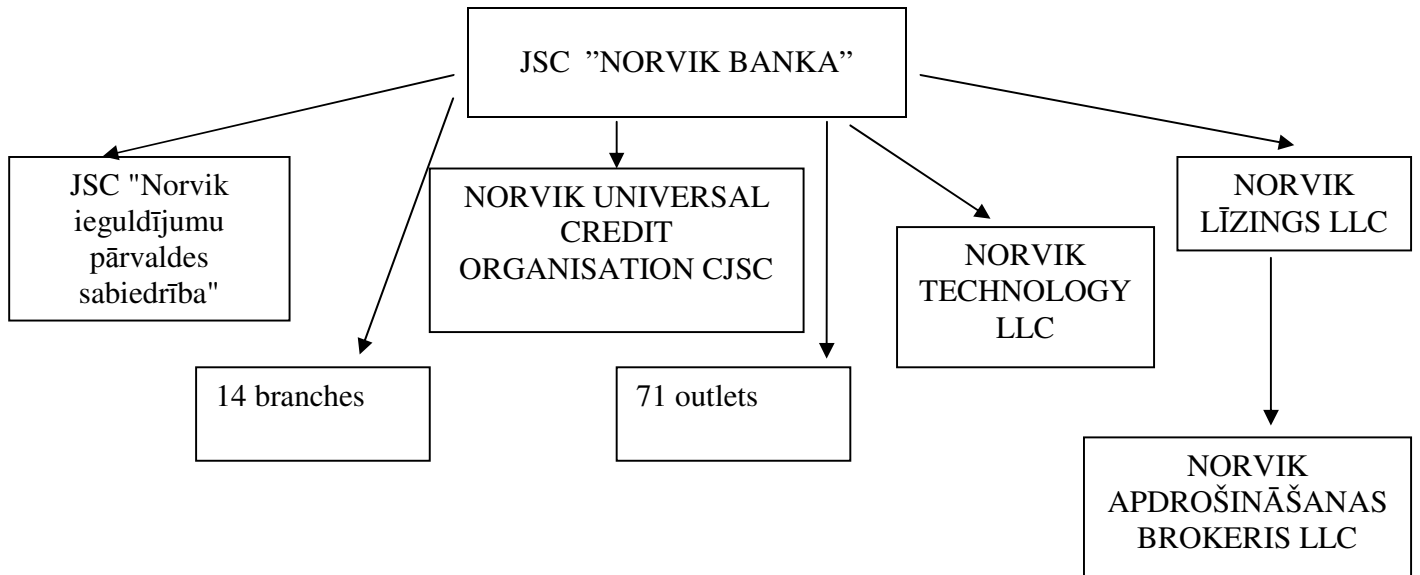 JSC ”NORVIK BANKA”
JSC "Norvik
ieguldījumu
pārvaldes
sabiedrība"
NORVIK UNIVERSAL
CREDIT
ORGANISATION CJSC
NORVIK
TECHNOLOGY
LLC
NORVIK
LĪZINGS LLC
14 branches
71 outlets
NORVIK
APDROŠINĀŠANAS
BROKERIS LLC